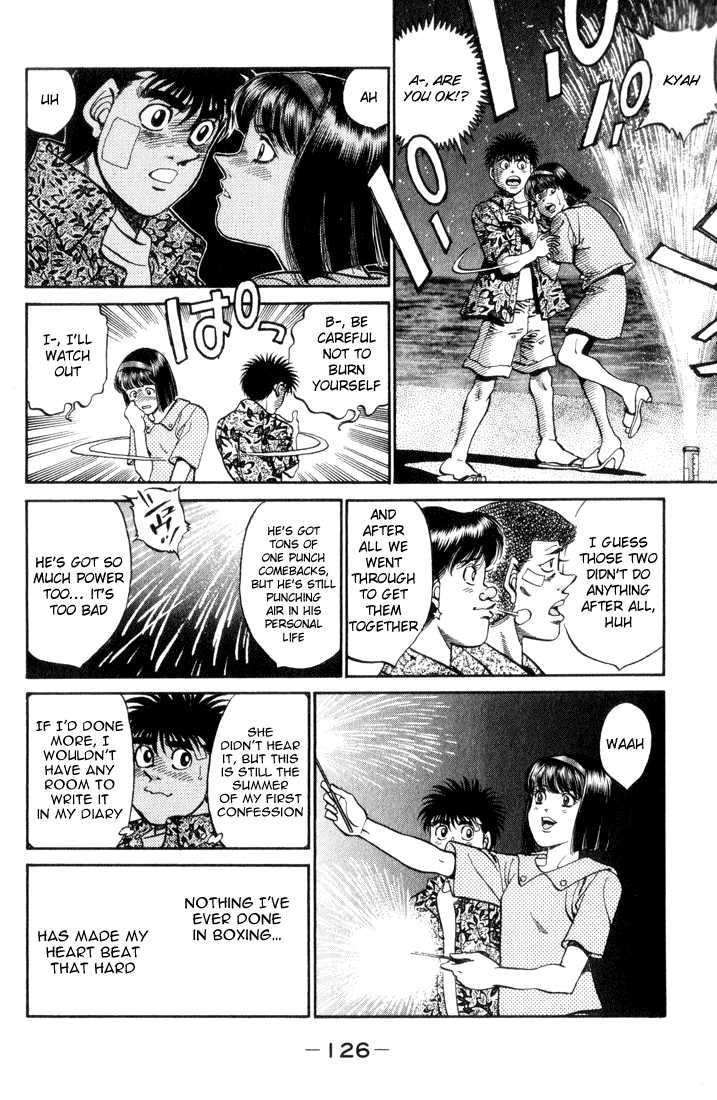 KYAH
A-, ARE
YOU OK!?
AH
UH
B-, BE
CAREFUL
NOT TO
BURN
YOURSELF
ぱっ
I-, I'LL
WATCH
OUT
I GUESS
THOSE TWO
DIDN'T DO
ANYTHING
AFTER ALL,
HUH
AND
AFTER
ALL WE
WENT
THROUGH
TO GET
THEM
TOGETHER
HE'S GOT
TONS OF
ONE PUNCH
COMEBACKS,
BUT HE'S STILL
PUNCHING
AIR IN HIS
PERSONAL
LIFE
HE'S GOT SO
MUCH POWER
TOO... IT'S
TOO BAD
WAAH
SHE
DIDN'T HEAR
IT, BUT THIS
IS STILL THE
SUMMER
OF MY FIRST
CONFESSION
IF I'D DONE
MORE, I
WOULDN'T
HAVE ANY
ROOM TO
WRITE IT
IN MY DIARY
NOTHING I'VE
EVER DONE
IN BOXING...
HAS MADE MY
HEART BEAT
THAT HARD
-126-